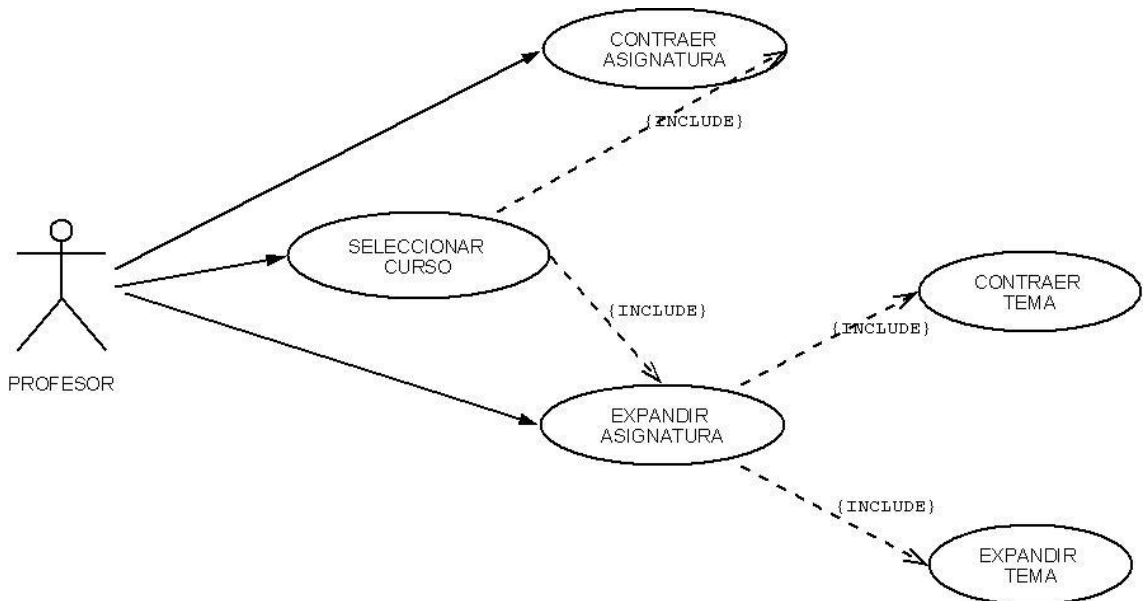 CONTRAER
ASIGNATURA
{INCLUDE}
SELECCIONAR
CURSO
{INCLUDE}
CONTRAER
TEMA
{INCLUDE}
PROFESOR
EXPANDIR
ASIGNATURA
{INCLUDE}
EXPANDIR
TEMA